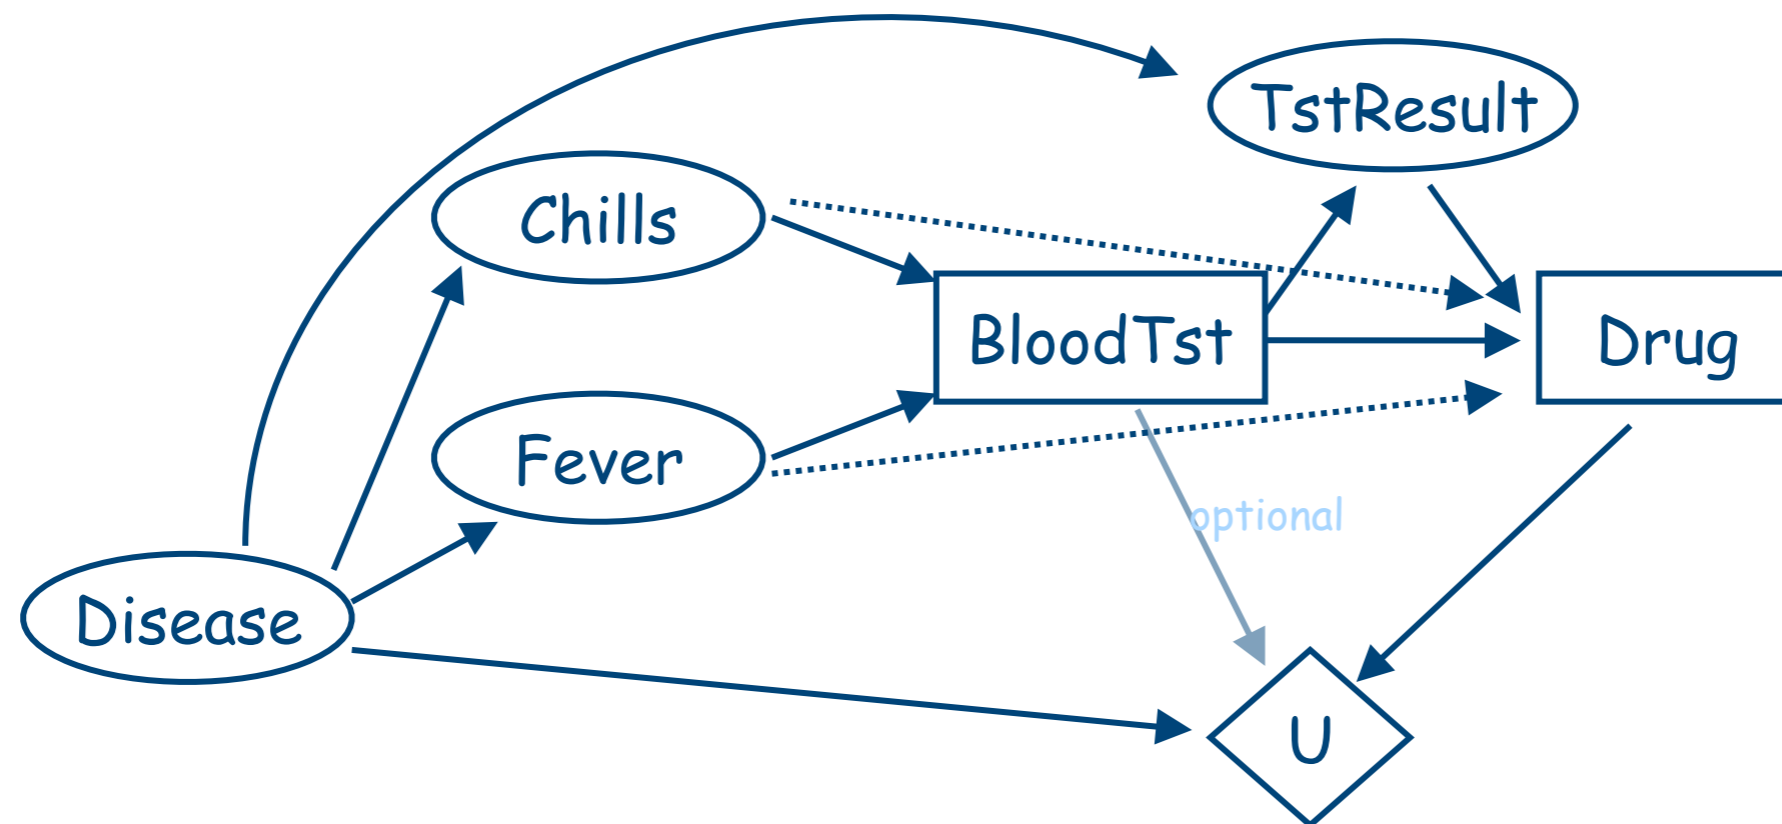 TstResult
Chills
BloodTst
Drug
Fever
optional
Disease
U